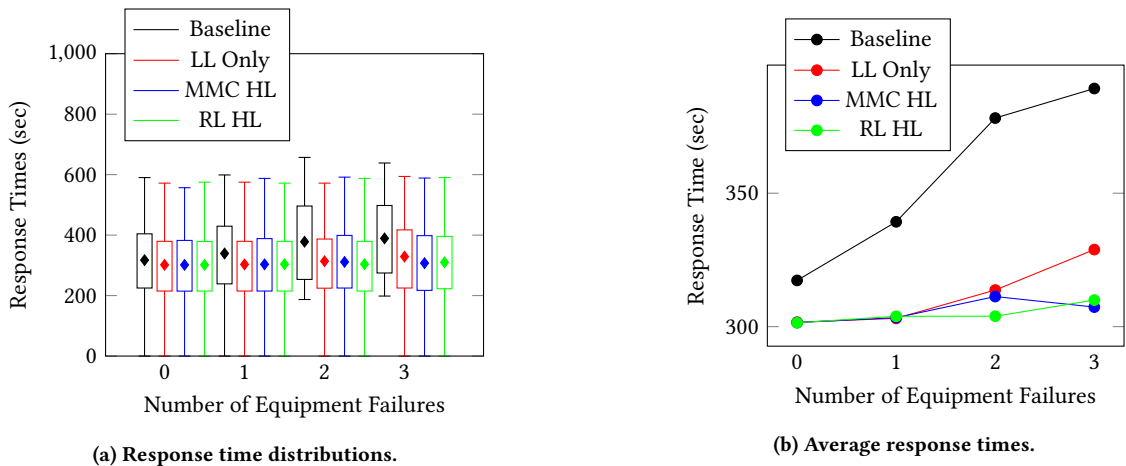 Baseline
LL Only
MMC HL
RL HL
1,000
800
600
400
200
0
Response Times (sec)
0 1 2 3
Number of Equipment Failures
(a) Response time distributions.
Baseline
LL Only
MMC HL
RL HL
350
300
Response Time (sec)
0 1 2 3
Number of Equipment Failures
(b) Average response times.